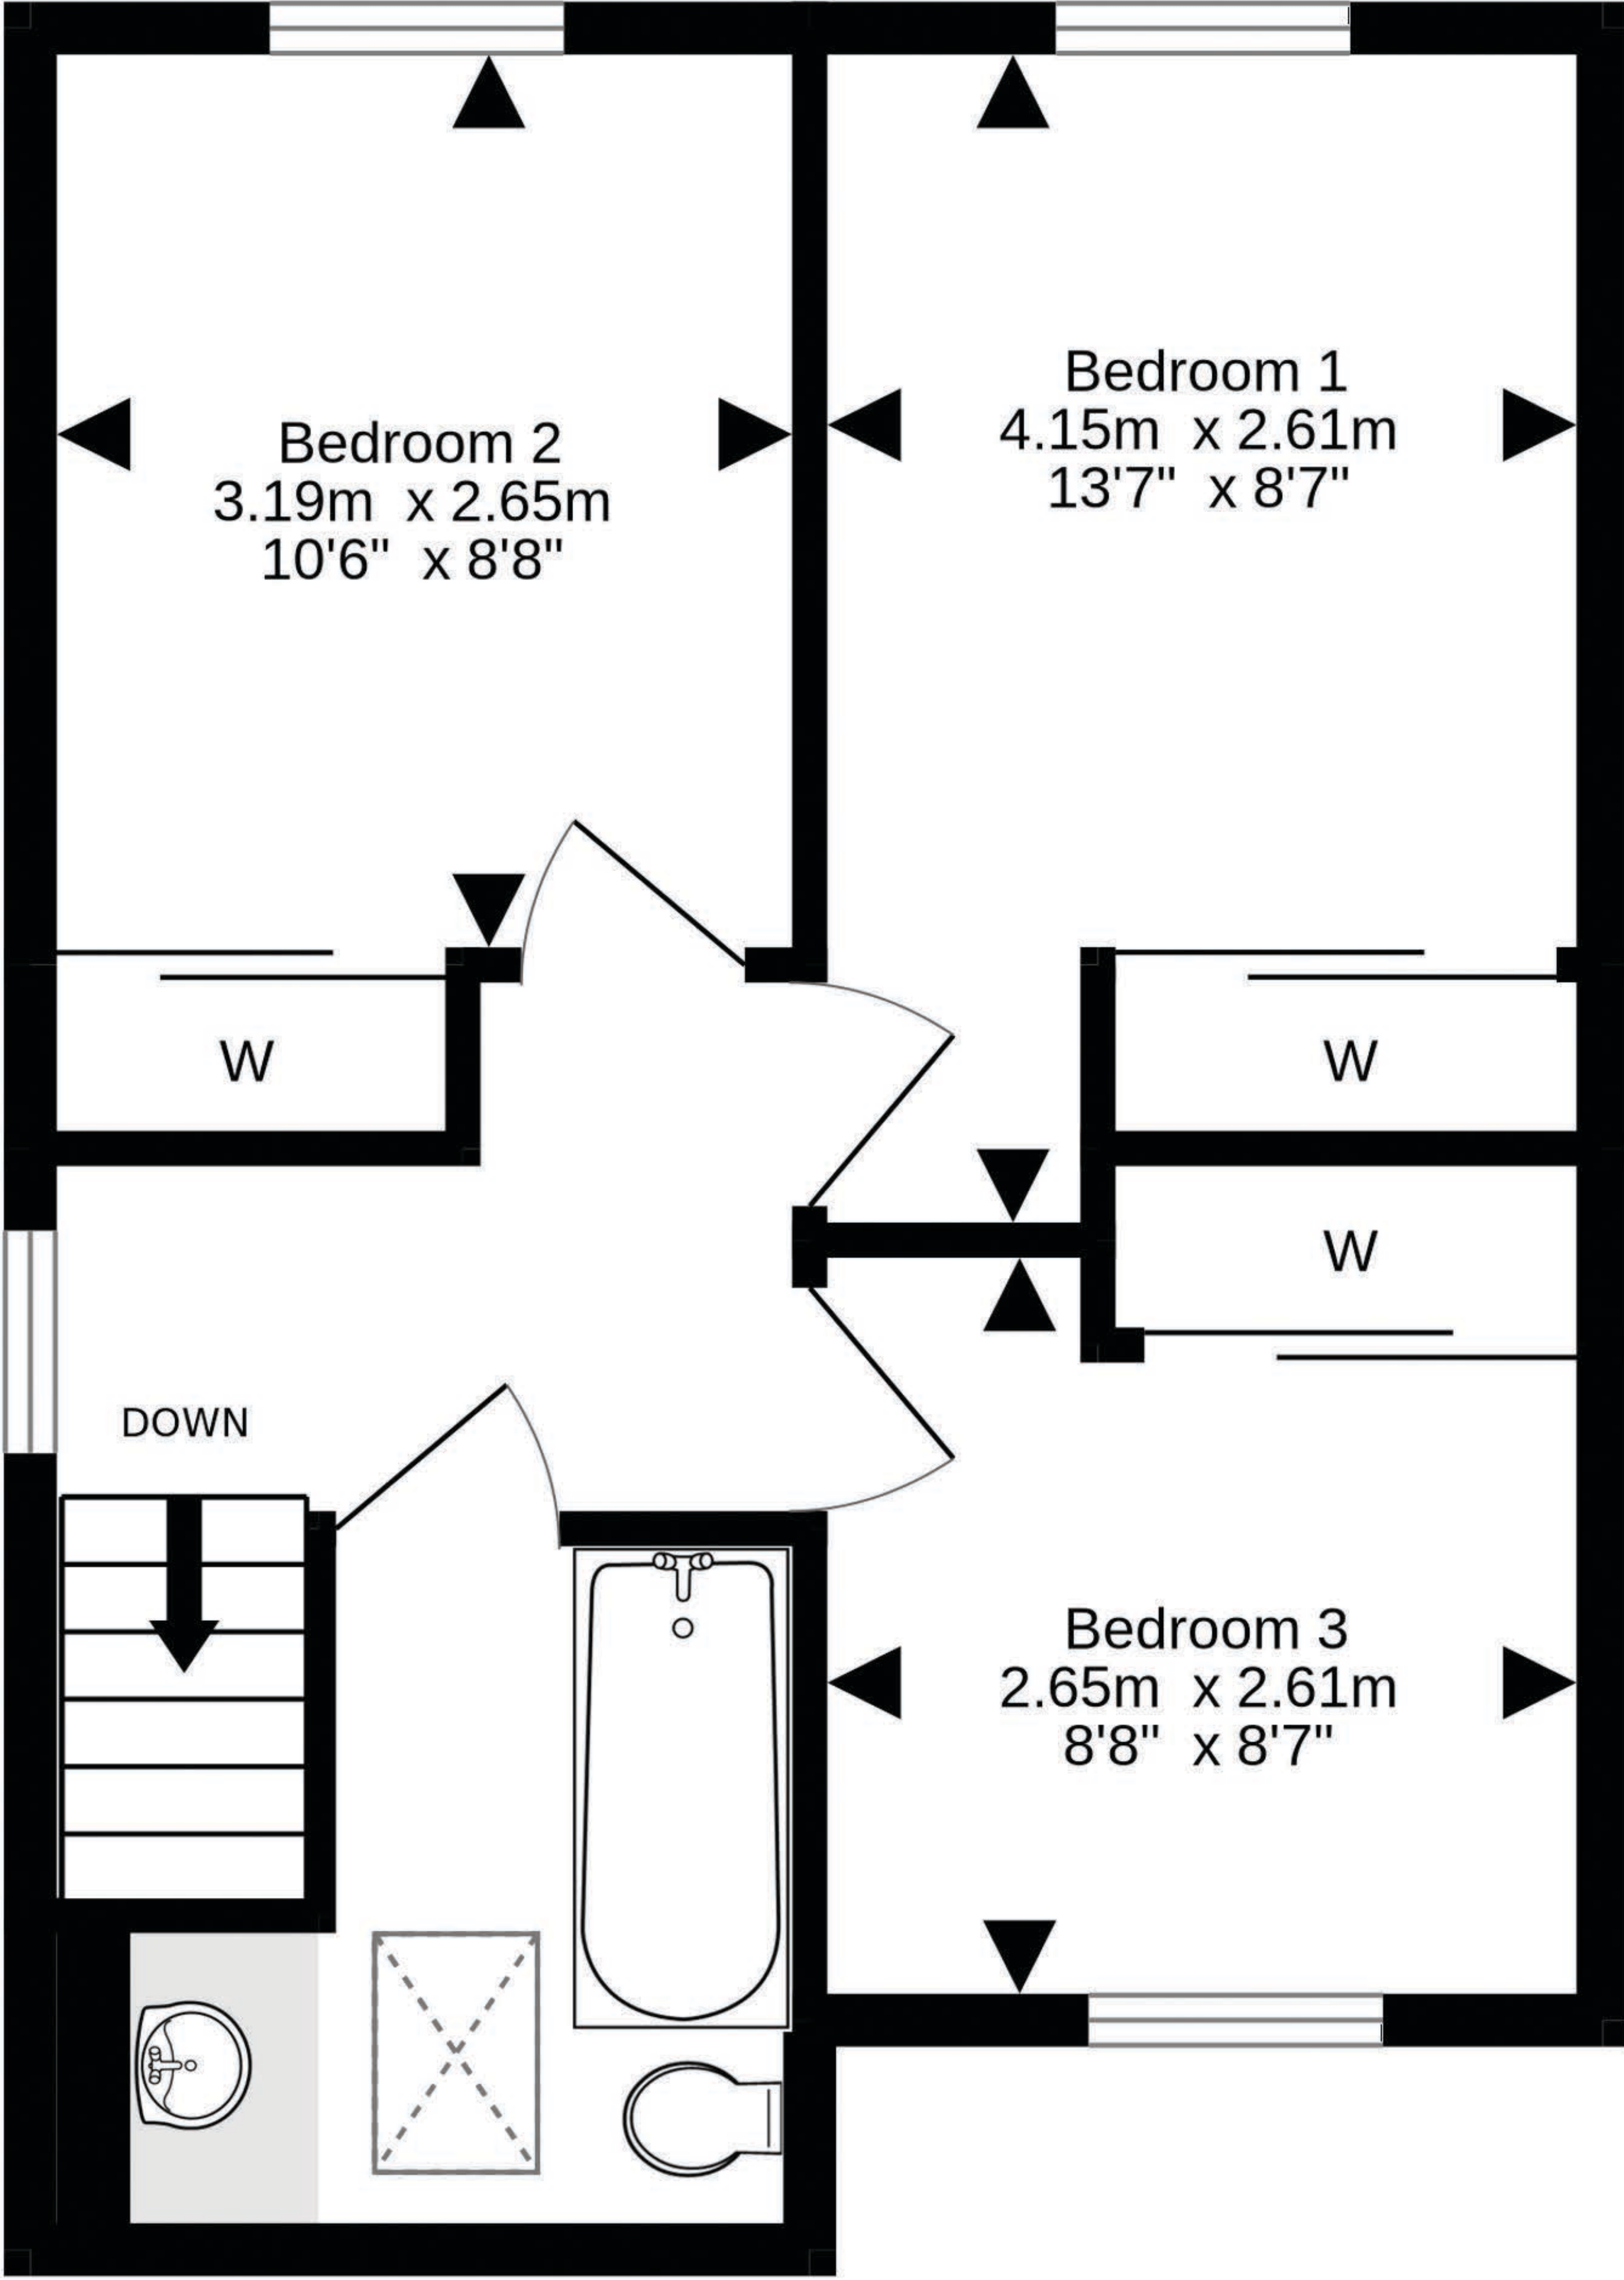 Bedroom 1
4.15m x 2.61m
13'7" x 8'7"
Bedroom 2
3.19m x 2.65m
10'6" x 8'8"
W
W
W
DOWN
Bedroom 3
2.65m x 2.61m
8'8" x 8'7"